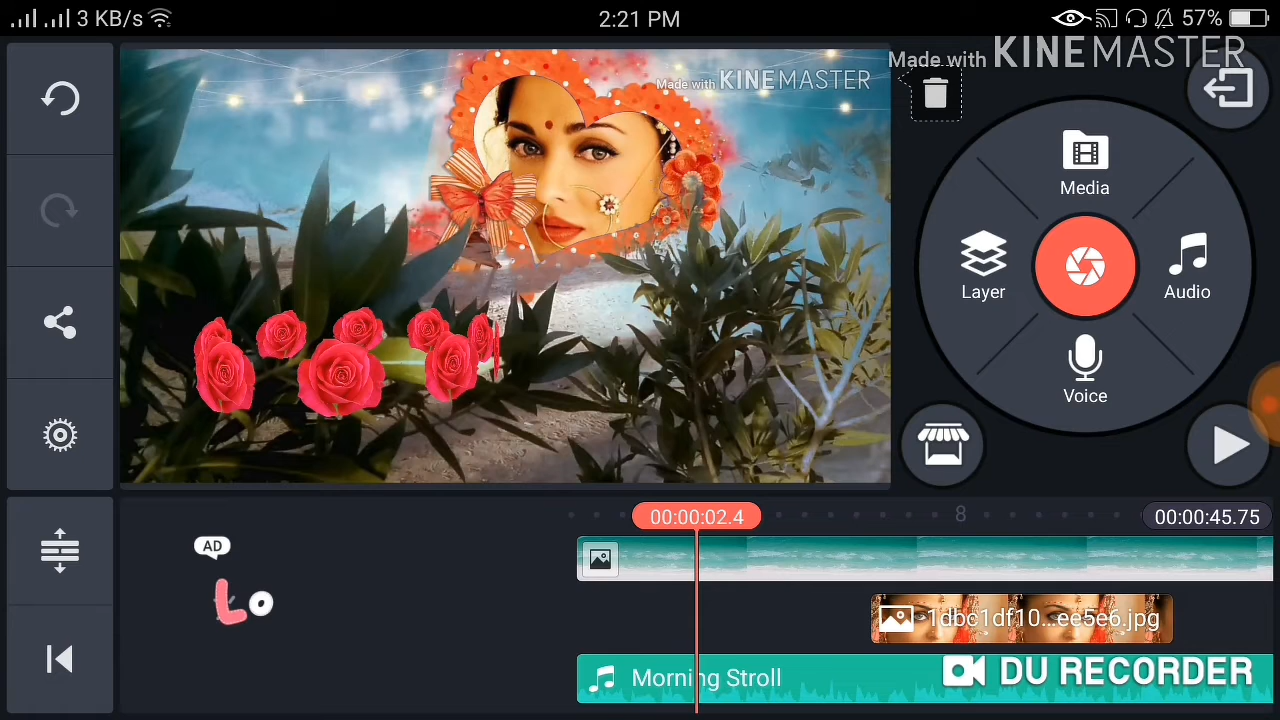 3 KB/s
2:21 PM
57%
Made with KINEMASTER
Made with KINEMASTER
Media
Layer
Audio
Voice
00:00:02.4
8
00:00:45.75
AD
Lo
1dbc1df10...ee5e6.jpg
Morning Stroll
DU RECORDER